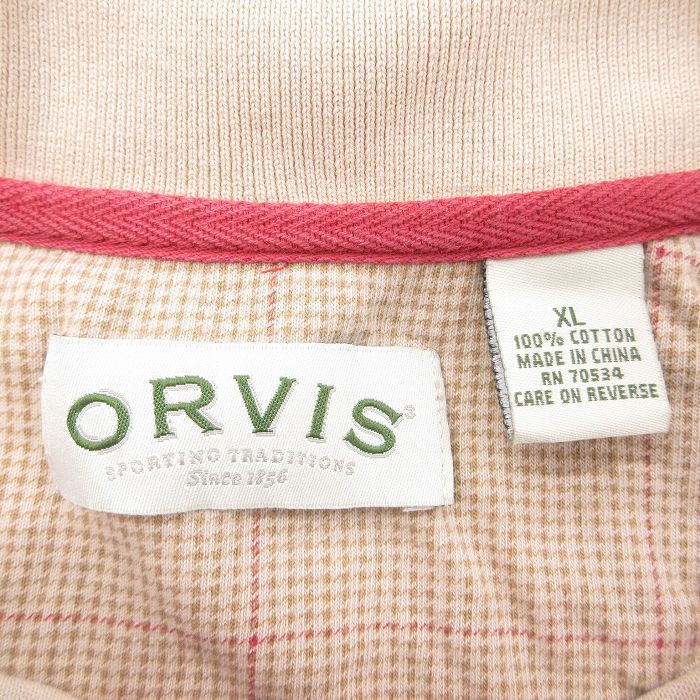 ORVIS®
SPORTING TRADITIONS
Since 1856
XL
100% COTTON
MADE IN CHINA
RN 70534
CARE ON REVERSE